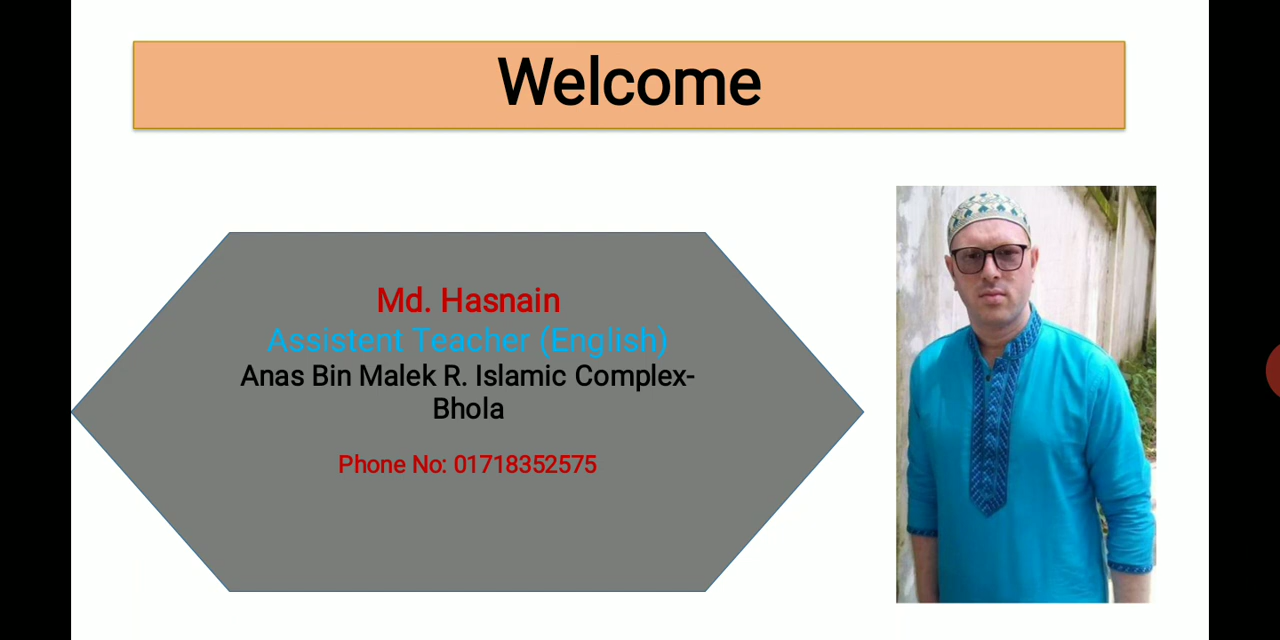 Welcome
Md. Hasnain
Assistent Teacher (English)
Anas Bin Malek R. Islamic Complex-
Bhola
Phone No: 01718352575